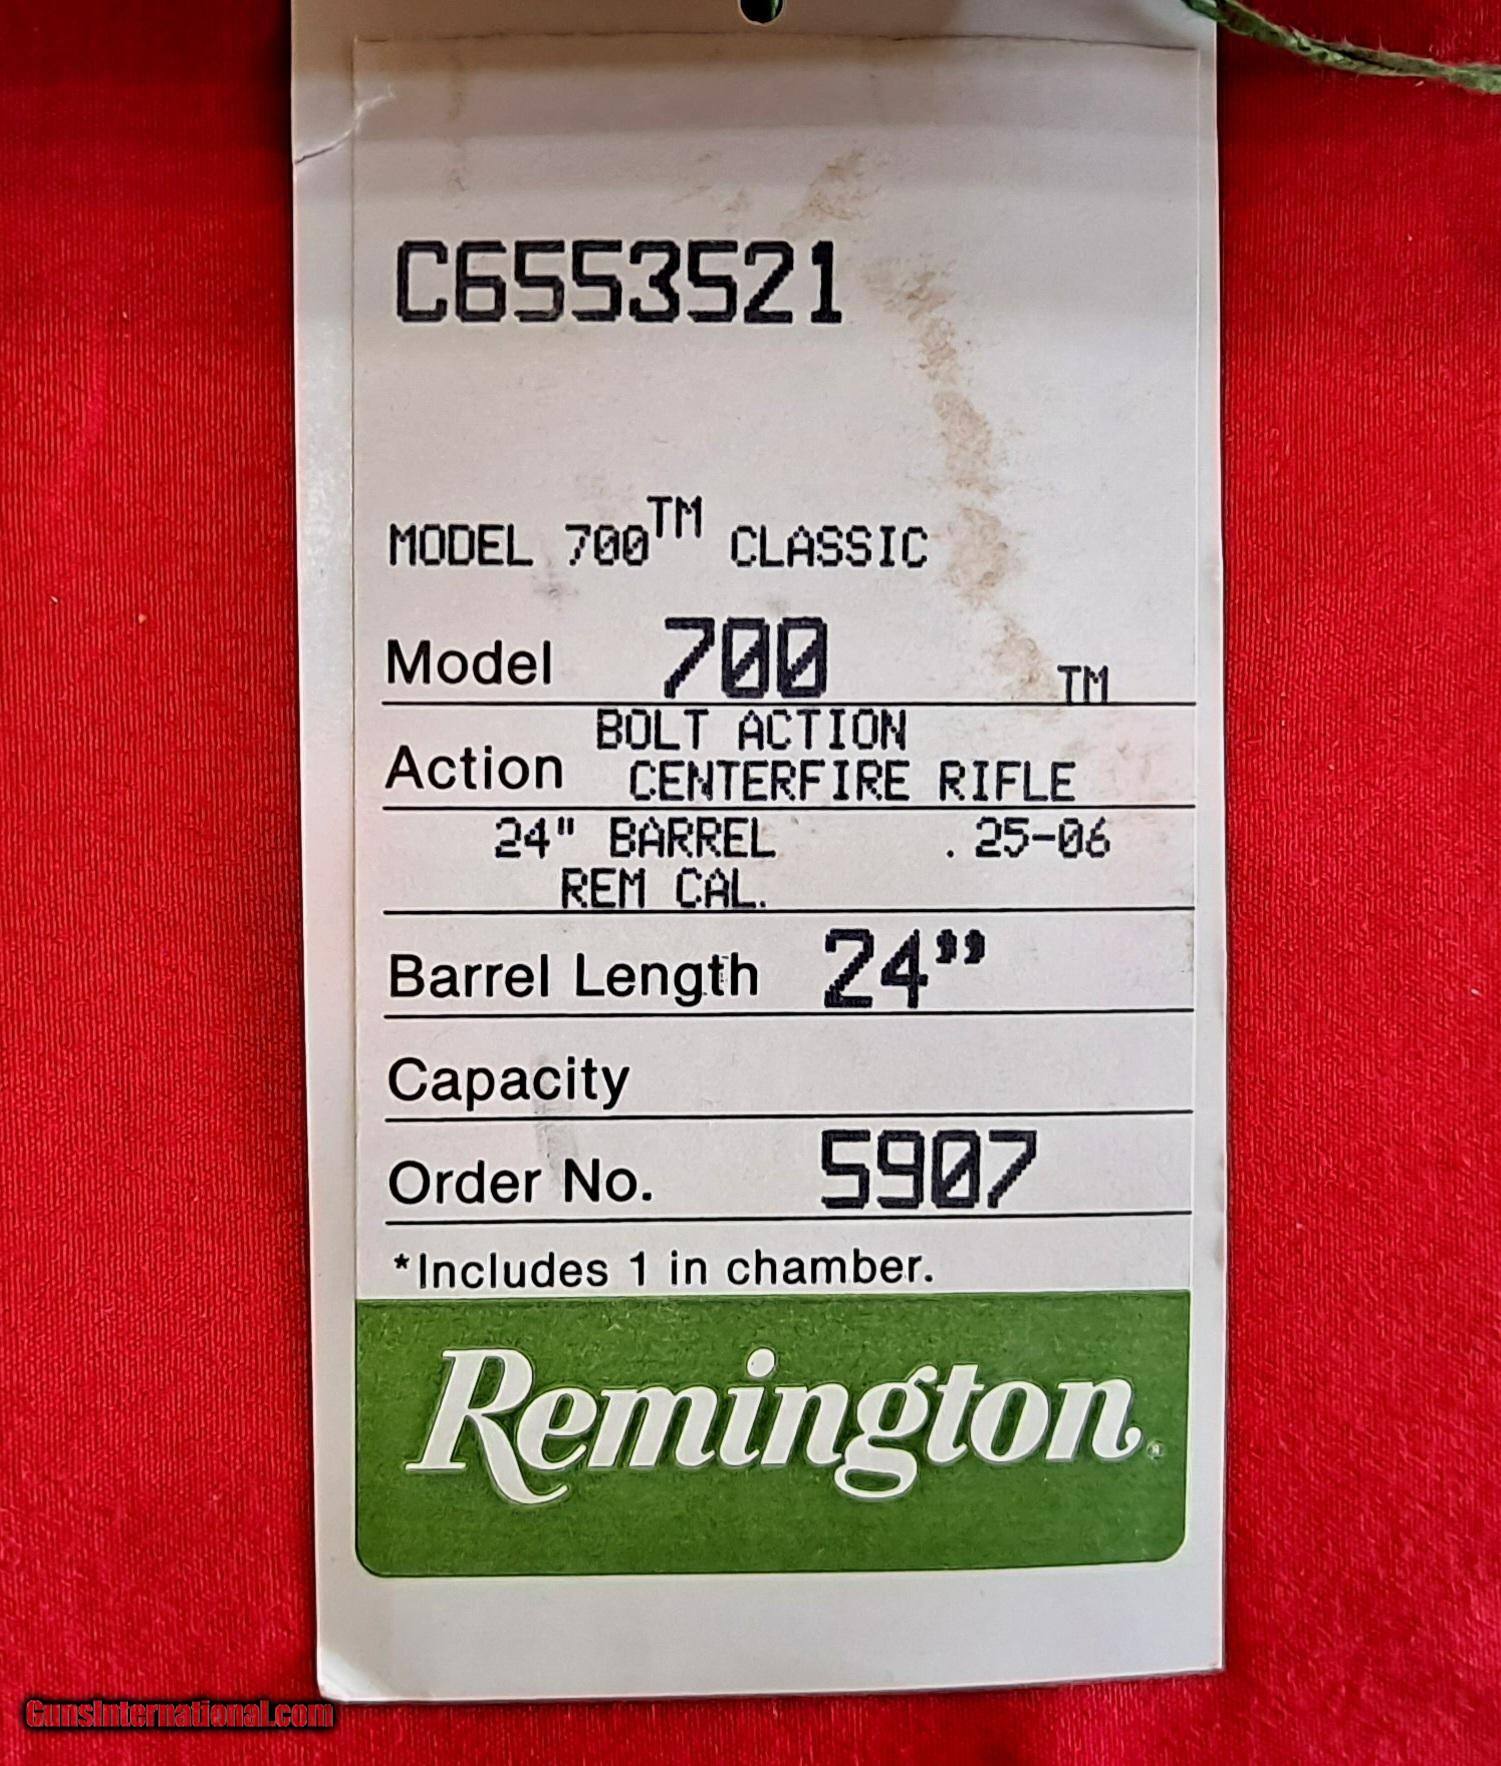 C6553521
MODEL 700™ CLASSIC
Model 700 ™
Action BOLT ACTION
CENTERFIRE RIFLE
24" BARREL .25-06
REM CAL.
Barrel Length 24”
Capacity
Order No. 5907
*Includes 1 in chamber.
Remington®
GunsInternational.com